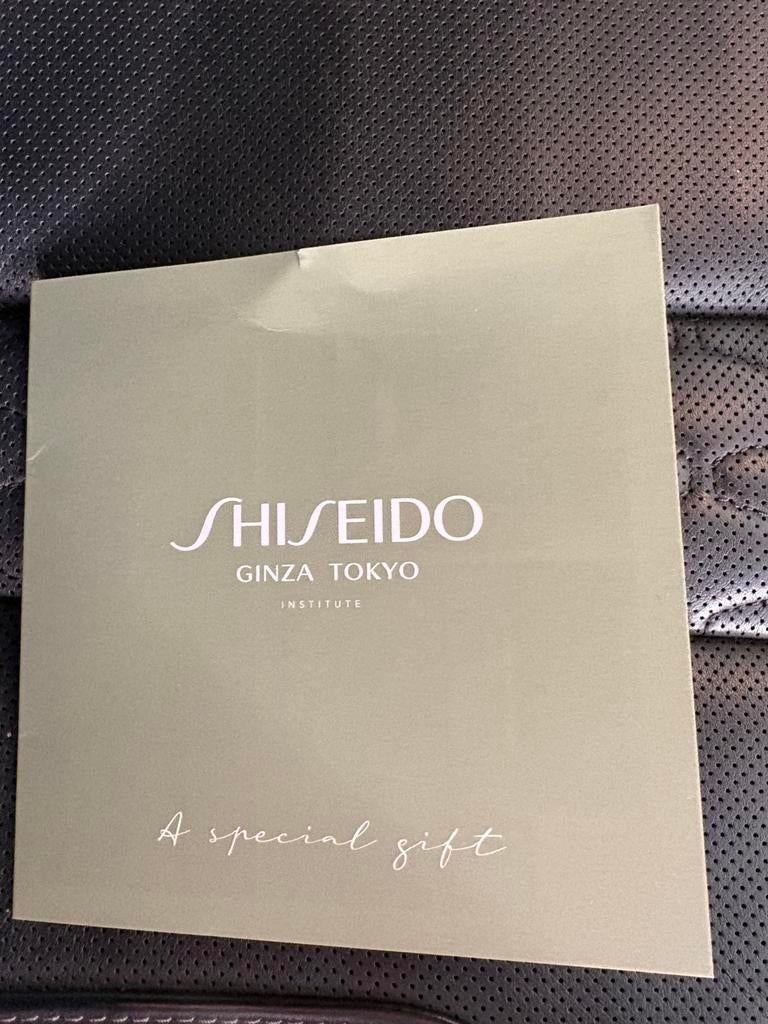 SHISEIDO
GINZA TOKYO
INSTITUTE
A special gift